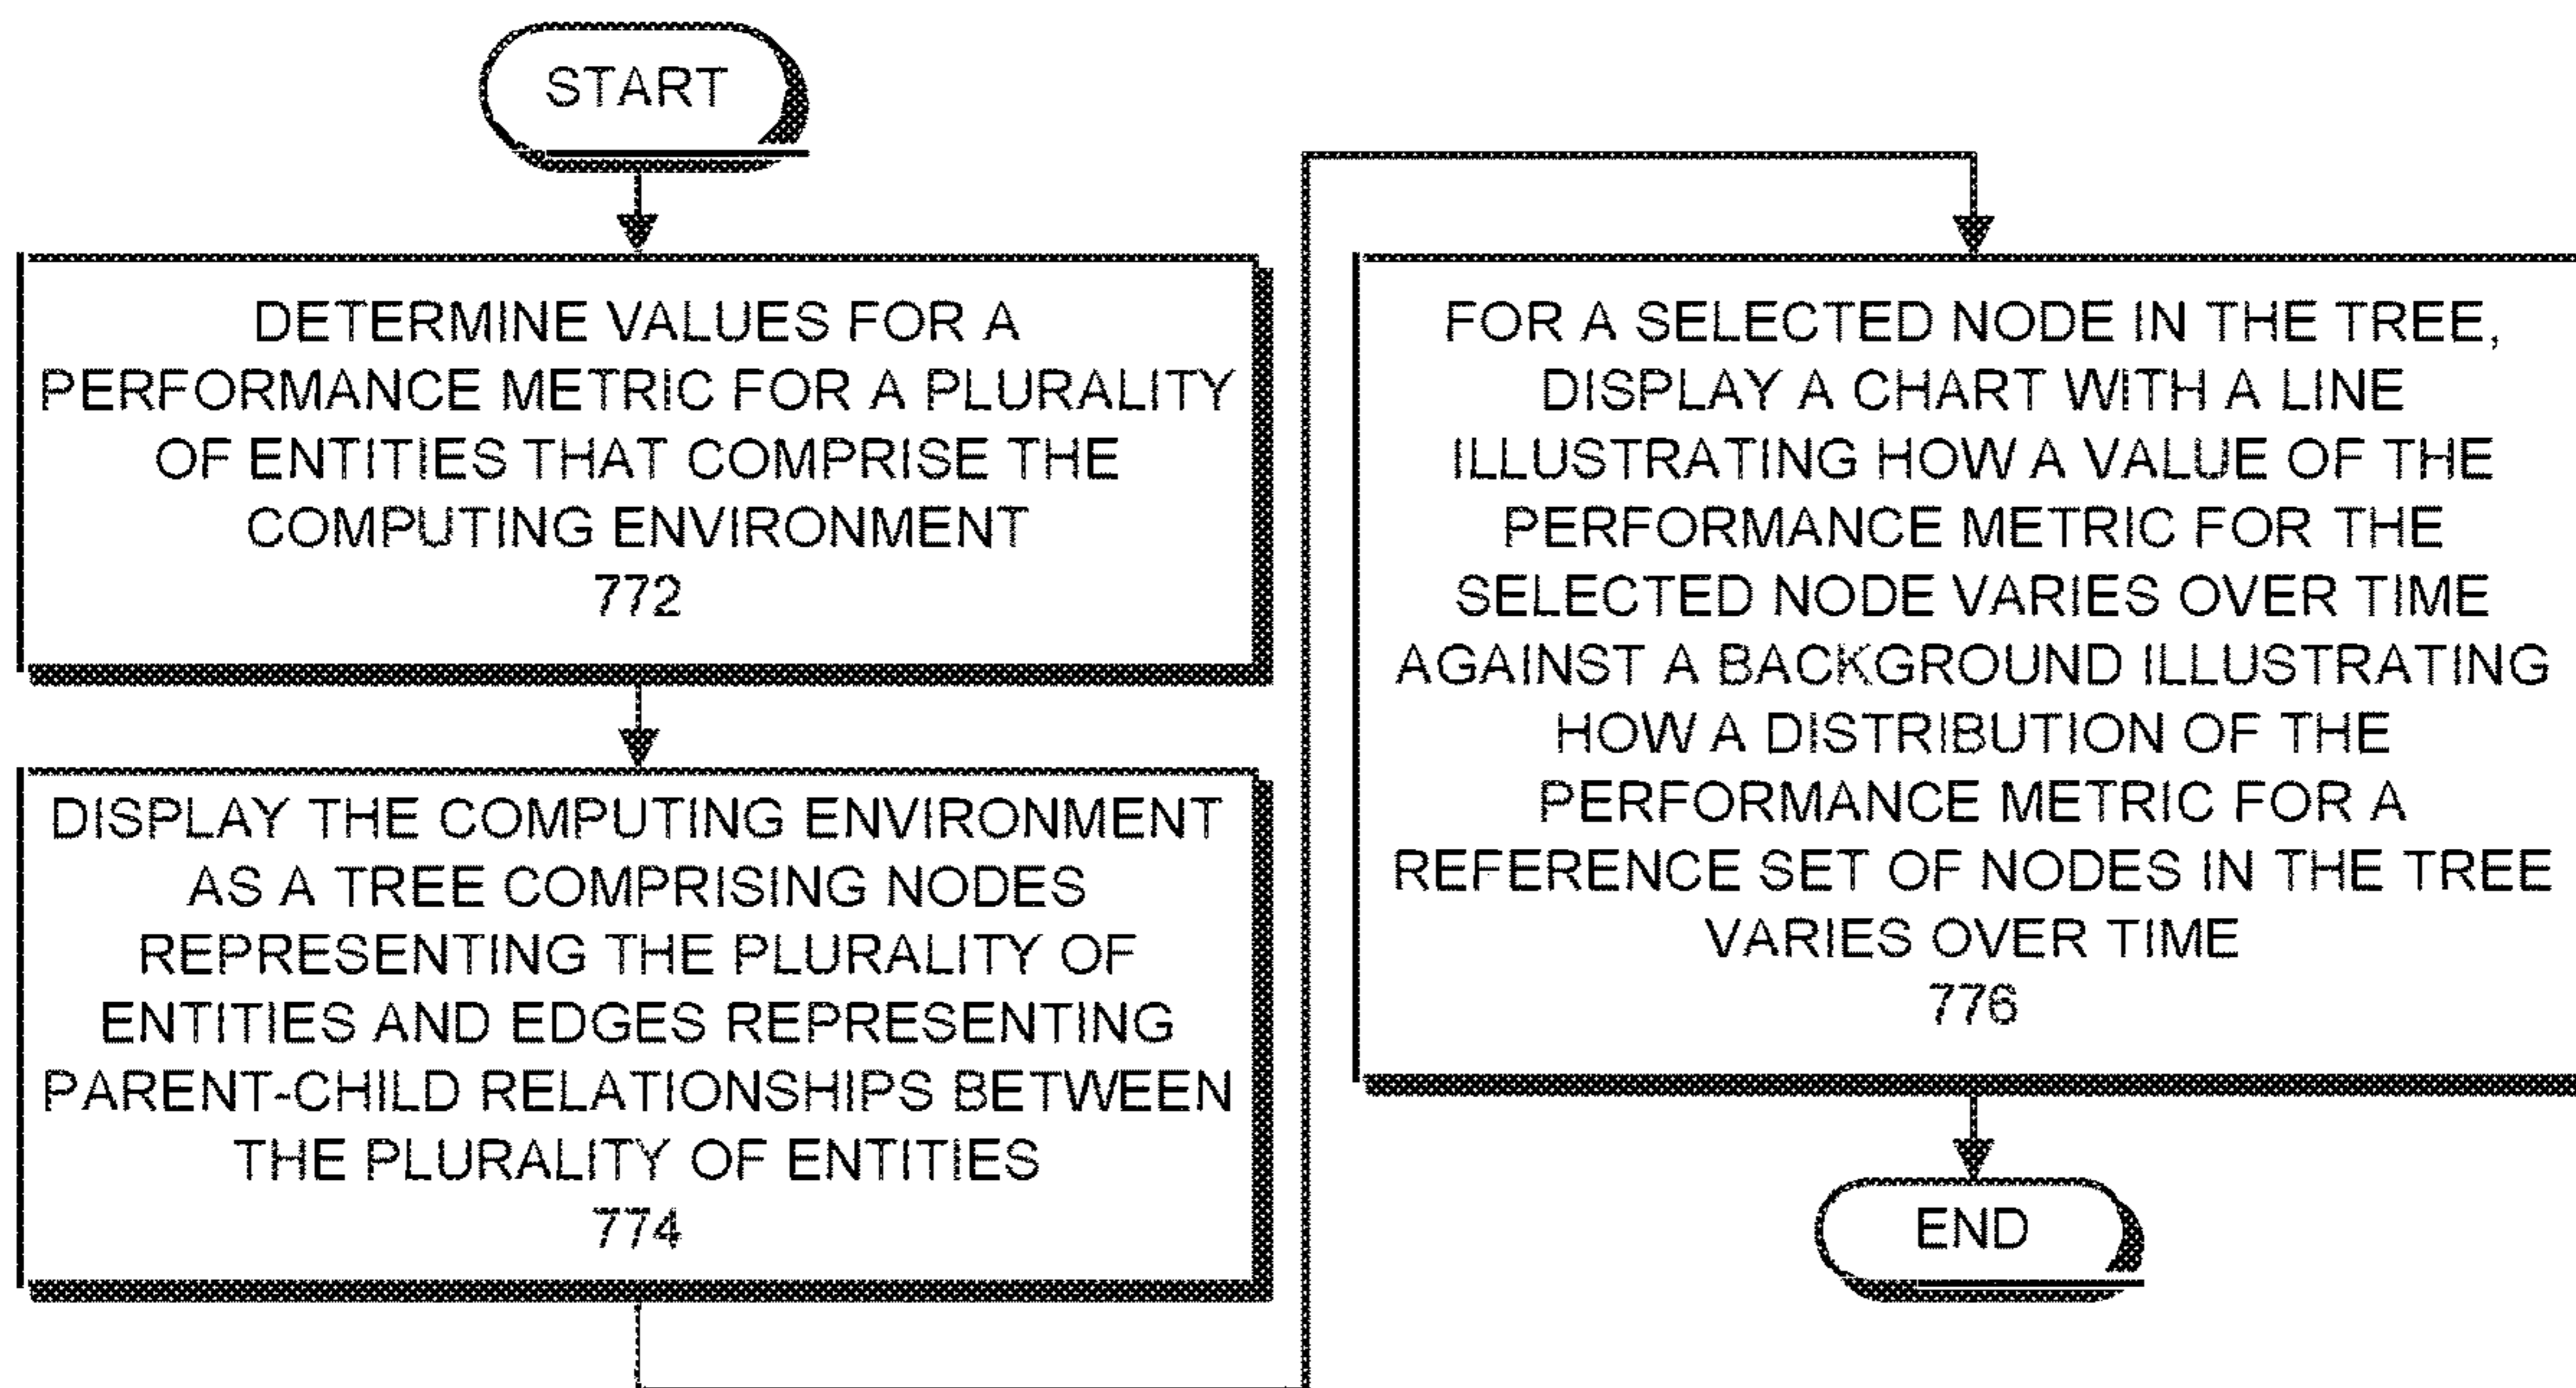 START
DETERMINE VALUES FOR A
PERFORMANCE METRIC FOR A PLURALITY
OF ENTITIES THAT COMPRISE THE
COMPUTING ENVIRONMENT
772
DISPLAY THE COMPUTING ENVIRONMENT
AS A TREE COMPRISING NODES
REPRESENTING THE PLURALITY OF
ENTITIES AND EDGES REPRESENTING
PARENT-CHILD RELATIONSHIPS BETWEEN
THE PLURALITY OF ENTITIES
774
FOR A SELECTED NODE IN THE TREE,
DISPLAY A CHART WITH A LINE
ILLUSTRATING HOW A VALUE OF THE
PERFORMANCE METRIC FOR THE
SELECTED NODE VARIES OVER TIME
AGAINST A BACKGROUND ILLUSTRATING
HOW A DISTRIBUTION OF THE
PERFORMANCE METRIC FOR A
REFERENCE SET OF NODES IN THE TREE
VARIES OVER TIME
776
END